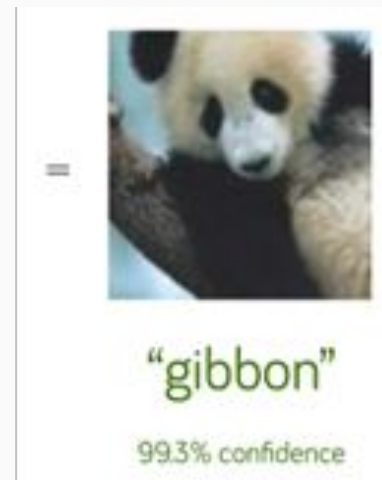 =
“gibbon”
99.3% confidence